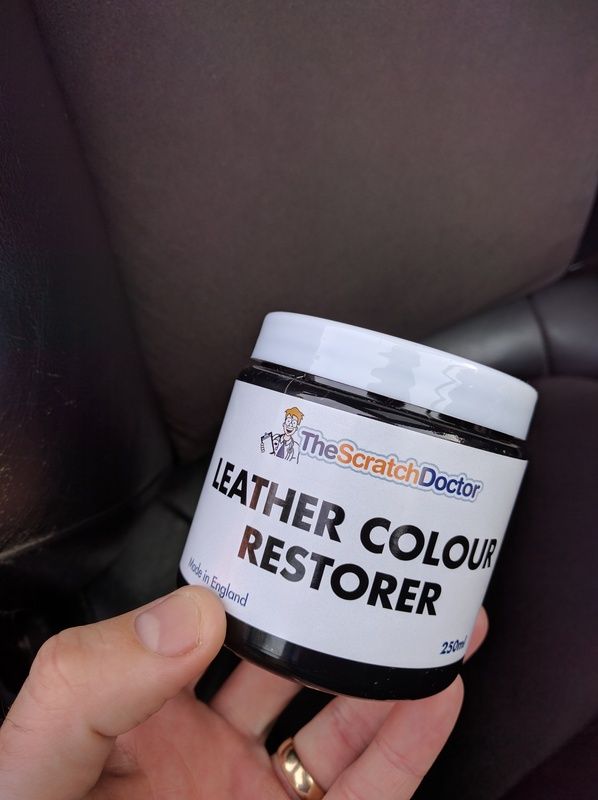 TheScratchDoctor
LEATHER COLOUR
RESTORER
Made in England
250ml